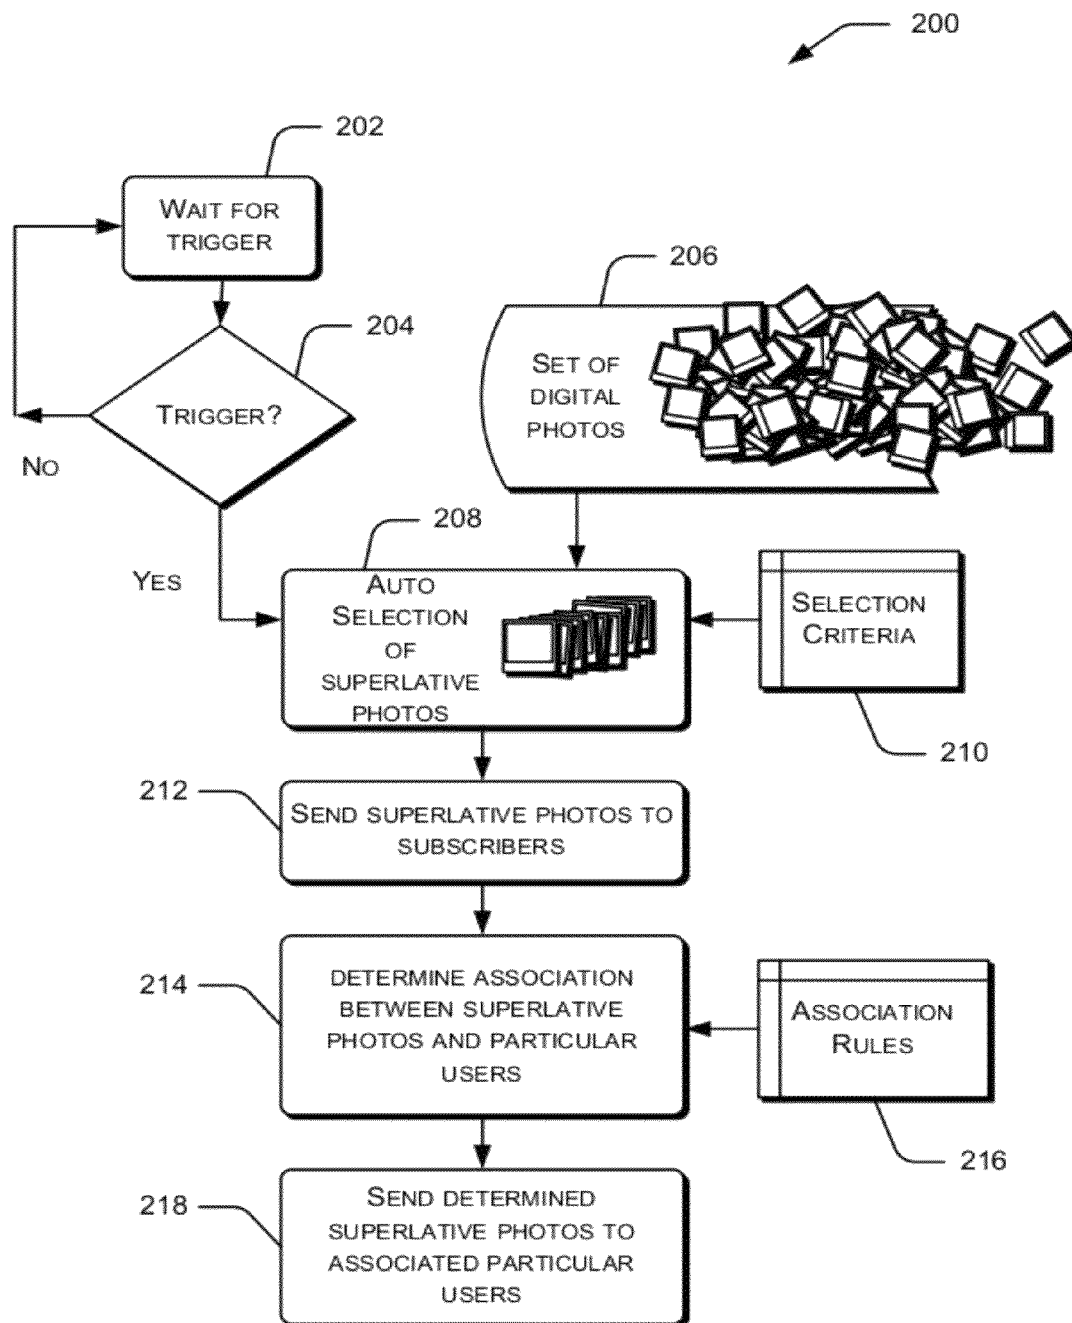 200
202
WAIT FOR
TRIGGER
204
TRIGGER?
NO
YES
206
SET OF
DIGITAL
PHOTOS
208
AUTO
SELECTION
OF
SUPERLATIVE
PHOTOS
SELECTION
CRITERIA
210
212
SEND SUPERLATIVE PHOTOS TO
SUBSCRIBERS
214
DETERMINE ASSOCIATION
BETWEEN SUPERLATIVE
PHOTOS AND PARTICULAR
USERS
ASSOCIATION
RULES
216
218
SEND DETERMINED
SUPERLATIVE PHOTOS TO
ASSOCIATED PARTICULAR
USERS